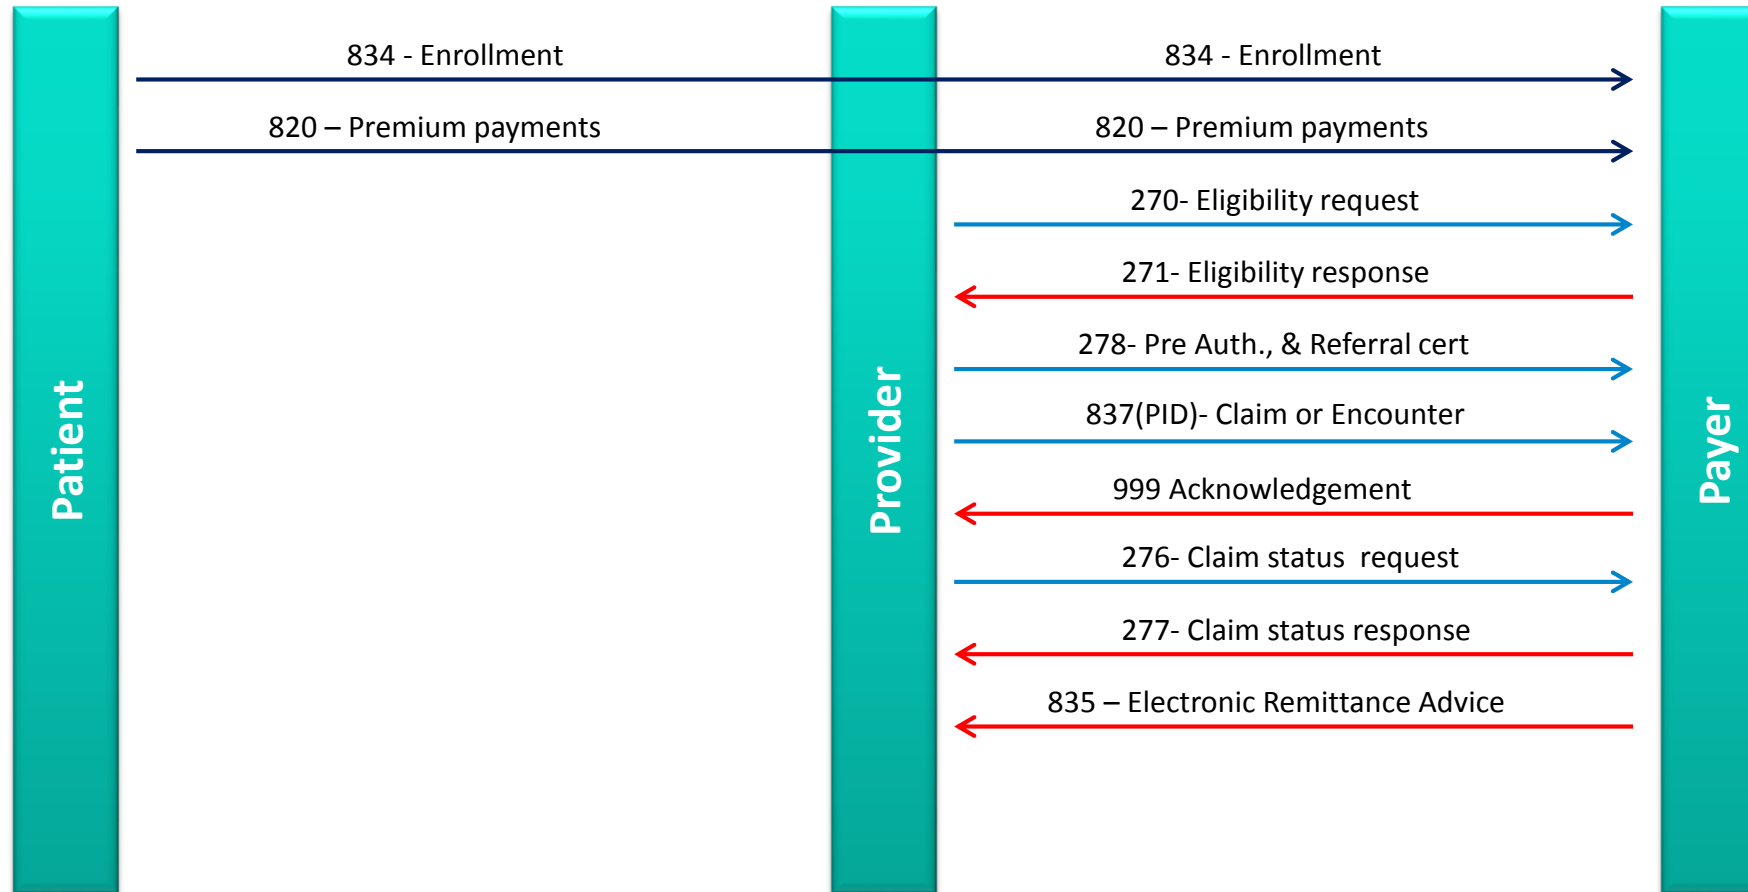 834 - Enrollment
834 - Enrollment
820 – Premium payments
820 – Premium payments
270- Eligibility request
271- Eligibility response
278- Pre Auth., & Referral cert
837(PID)- Claim or Encounter
999 Acknowledgement
276- Claim status  request
277- Claim status response
835 – Electronic Remittance Advice
Patient
Provider
Payer